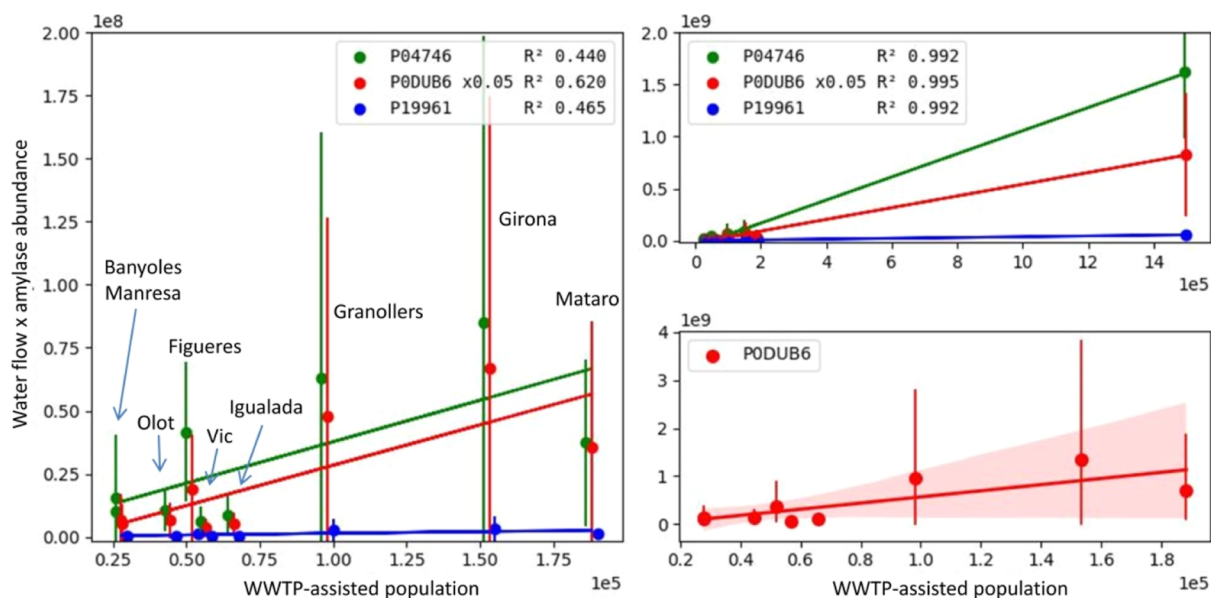 1e8
2.00
1.75
1.50
1.25
1.00
0.75
0.50
0.25
0.00
Water flow x amylase abundance
P04746 R² 0.440
P0DUB6 x0.05 R² 0.620
P19961 R² 0.465
Banyoles
Manresa
Figueres
Olot
Vic
Igualada
Granollers
Girona
Mataro
0.25 0.50 0.75 1.00 1.25 1.50 1.75
1e5
WWTP-assisted population
1e9
2.0
1.5
1.0
0.5
0.0
P04746 R² 0.992
P0DUB6 x0.05 R² 0.995
P19961 R² 0.992
0 2 4 6 8 10 12 14
1e5
1e9
4
3
2
1
0
P0DUB6
0.2 0.4 0.6 0.8 1.0 1.2 1.4 1.6 1.8
1e5
WWTP-assisted population